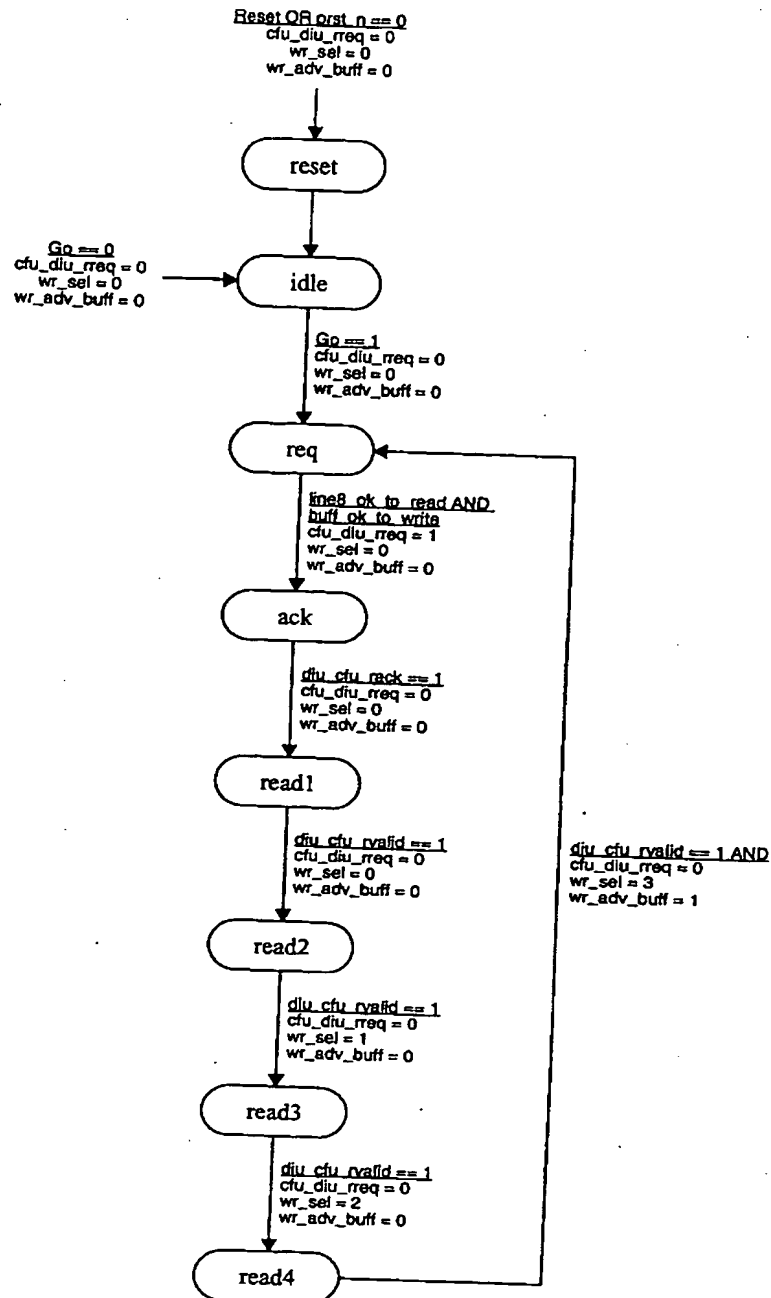 Reset OR prst_n == 0
cfu_diu_rreq = 0
wr_sel = 0
wr_adv_buff = 0
reset
Go == 0
cfu_diu_rreq = 0
wr_sel = 0
wr_adv_buff = 0
idle
Go == 1
cfu_diu_rreq = 0
wr_sel = 0
wr_adv_buff = 0
req
line8_ok_to_read AND
buff_ok_to_write
cfu_diu_rreq = 1
wr_sel = 0
wr_adv_buff = 0
ack
diu_cfu_rack == 1
cfu_diu_rreq = 0
wr_sel = 0
wr_adv_buff = 0
read1
diu_cfu_rvalid == 1
cfu_diu_rreq = 0
wr_sel = 0
wr_adv_buff = 0
diu_cfu_rvalid == 1 AND
cfu_diu_rreq = 0
wr_sel = 3
wr_adv_buff = 1
read2
diu_cfu_rvalid == 1
cfu_diu_rreq = 0
wr_sel = 1
wr_adv_buff = 0
read3
diu_cfu_rvalid == 1
cfu_diu_rreq = 0
wr_sel = 2
wr_adv_buff = 0
read4